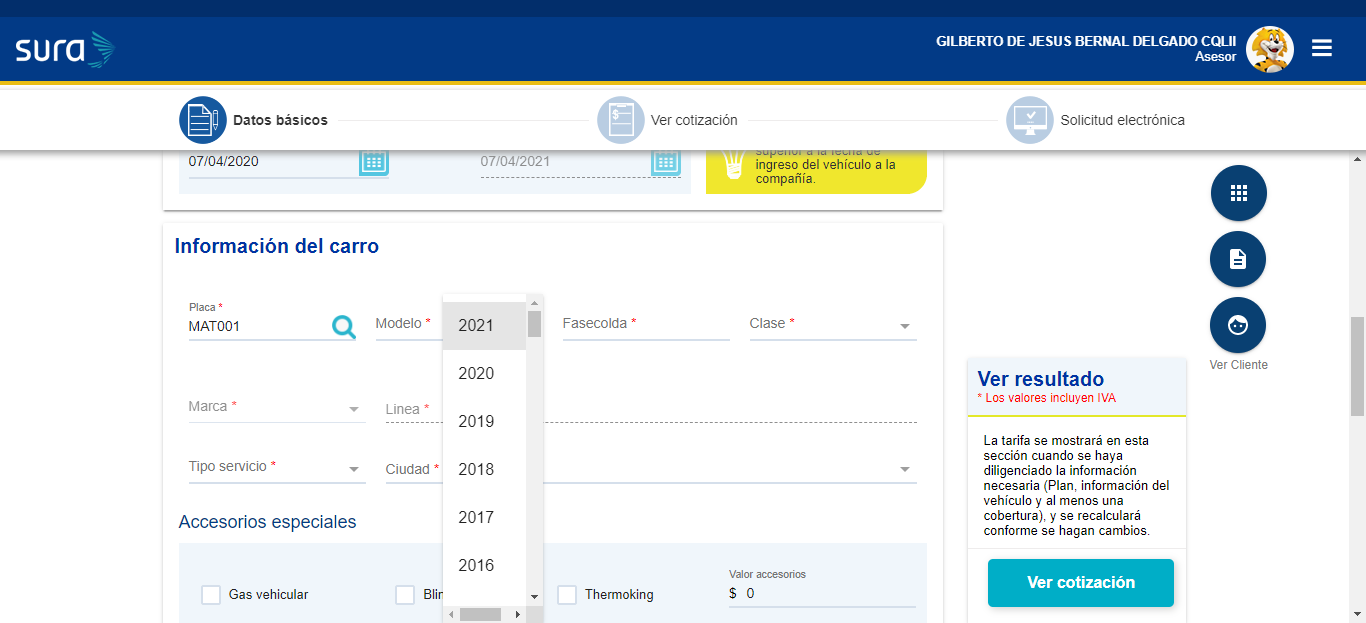 sura
GILBERTO DE JESUS BERNAL DELGADO CQLII
Asesor
Datos básicos
Ver cotización
Solicitud electrónica
07/04/2020
07/04/2021
superior a la fecha de
ingreso del vehículo a la
compañía.
Información del carro
Placa *
MAT001
Modelo *
Fasecolda *
Clase *
2021
2020
2019
2018
2017
2016
Marca *
Linea *
Tipo servicio *
Ciudad *
Accesorios especiales
Gas vehicular
Thermoking
Valor accesorios
$ 0
Ver Cliente
Ver resultado
* Los valores incluyen IVA
La tarifa se mostrará en esta
sección cuando se haya
diligenciado la información
necesaria (Plan, información del
vehículo y al menos una
cobertura), y se recalculará
conforme se hagan cambios.
Ver cotización